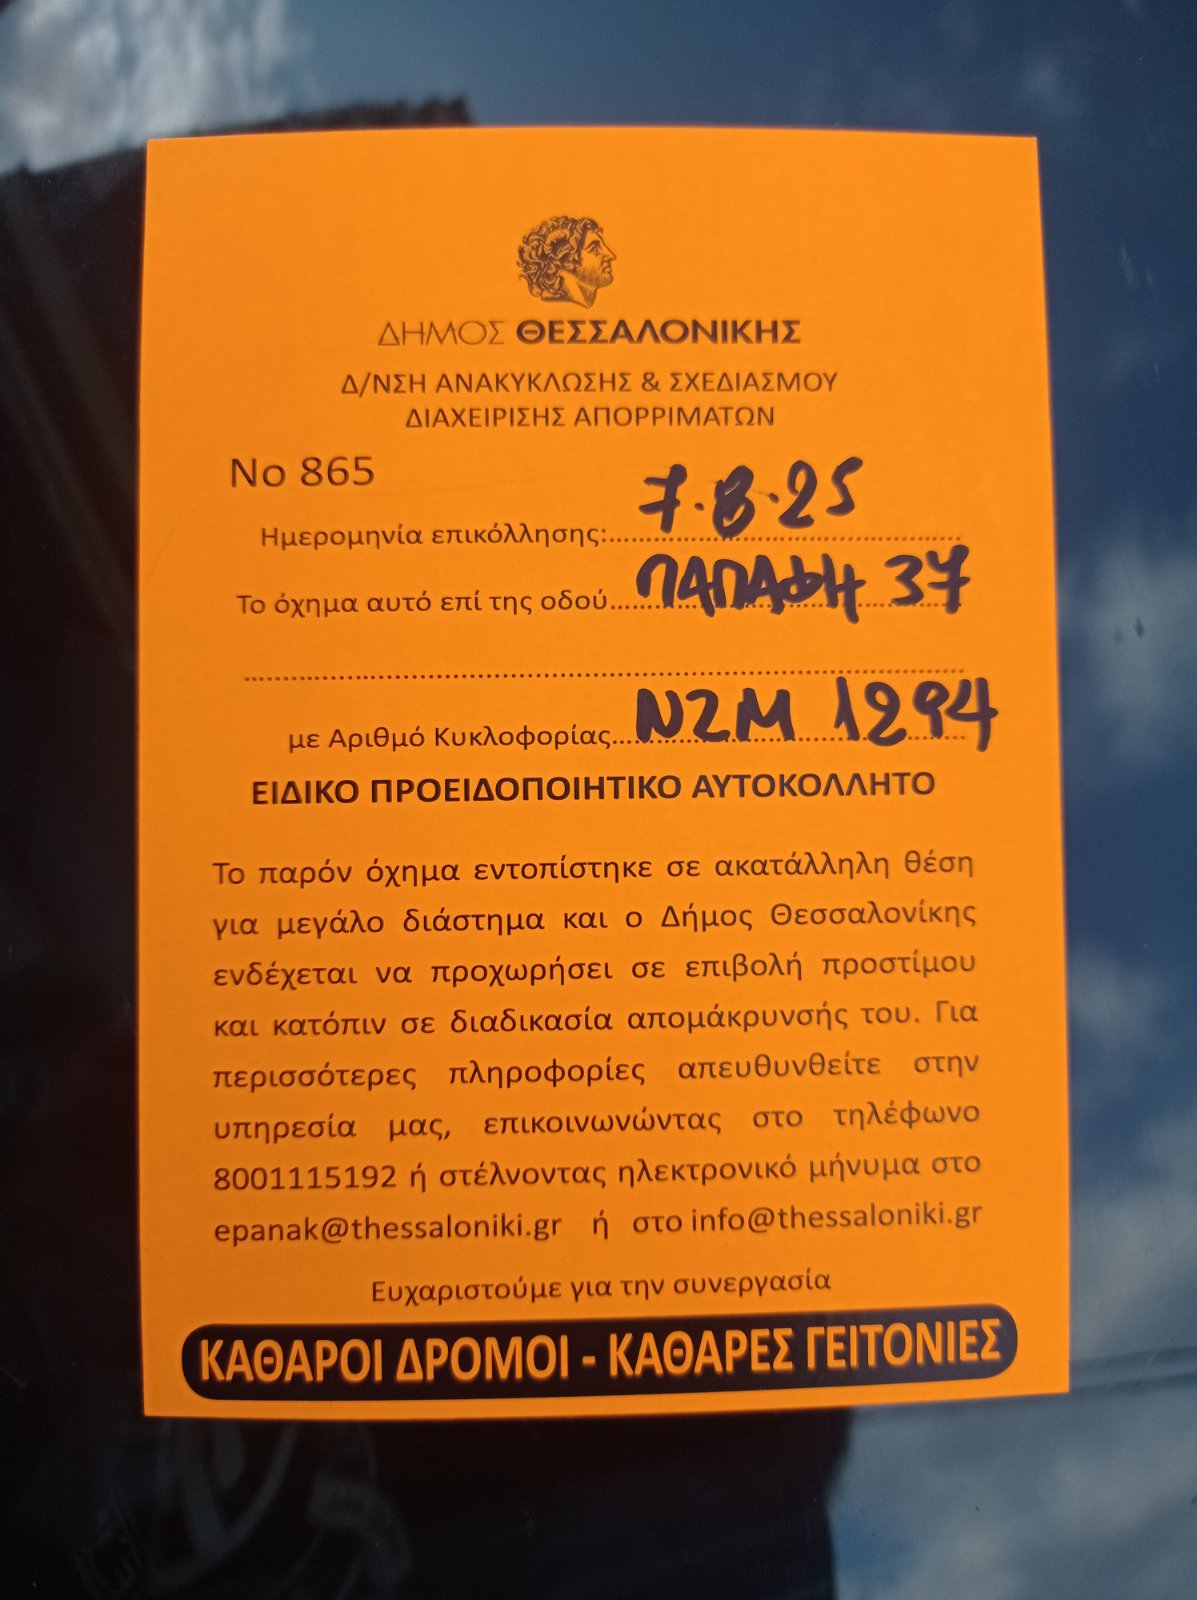 ΔΗΜΟΣ ΘΕΣΣΑΛΟΝΙΚΗΣ
Δ/ΝΣΗ ΑΝΑΚΥΚΛΩΣΗΣ & ΣΧΕΔΙΑΣΜΟΥ
ΔΙΑΧΕΙΡΙΣΗΣ ΑΠΟΡΡΙΜΑΤΩΝ
No 865
Ημερομηνία επικόλλησης: 7.8.25
Το όχημα αυτό επί της οδού ΠΑΠΑΦΗ 37
με Αριθμό Κυκλοφορίας ΝΖΜ 1294
ΕΙΔΙΚΟ ΠΡΟΕΙΔΟΠΟΙΗΤΙΚΟ ΑΥΤΟΚΟΛΛΗΤΟ
Το παρόν όχημα εντοπίστηκε σε ακατάλληλη θέση
για μεγάλο διάστημα και ο Δήμος Θεσσαλονίκης
ενδέχεται να προχωρήσει σε επιβολή προστίμου
και κατόπιν σε διαδικασία απομάκρυνσής του. Για
περισσότερες πληροφορίες απευθυνθείτε στην
υπηρεσία μας, επικοινωνώντας στο τηλέφωνο
8001115192 ή στέλνοντας ηλεκτρονικό μήνυμα στο
epanak@thessaloniki.gr ή στο info@thessaloniki.gr
Ευχαριστούμε για την συνεργασία
ΚΑΘΑΡΟΙ ΔΡΟΜΟΙ - ΚΑΘΑΡΕΣ ΓΕΙΤΟΝΙΕΣ